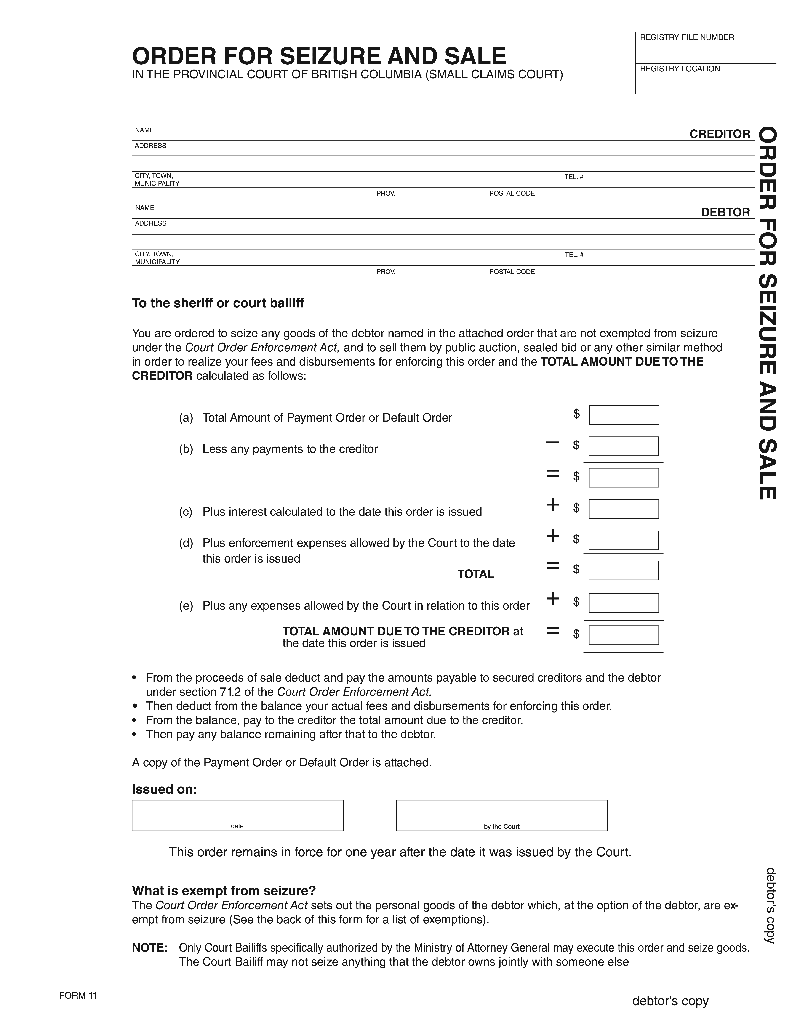 REGISTRY FILE NUMBER
ORDER FOR SEIZURE AND SALE
IN THE PROVINCIAL COURT OF BRITISH COLUMBIA (SMALL CLAIMS COURT)
REGISTRY LOCATION
NAME
CREDITOR
ADDRESS
CITY, TOWN,
MUNICIPALITY
TEL. #
PROV.
POSTAL CODE
NAME
DEBTOR
ADDRESS
CITY, TOWN,
MUNICIPALITY
TEL #
PROV.
POSTAL CODE
ORDER FOR SEIZURE AND SALE
To the sheriff or court bailiff
You are ordered to seize any goods of the debtor named in the attached order that are not exempted from seizure
under the Court Order Enforcement Act, and to sell them by public auction, sealed bid or any other similar method
in order to realize your fees and disbursements for enforcing this order and the TOTAL AMOUNT DUE TO THE
CREDITOR calculated as follows:
(a) Total Amount of Payment Order or Default Order $
(b) Less any payments to the creditor – $
= $
(c) Plus interest calculated to the date this order is issued + $
(d) Plus enforcement expenses allowed by the Court to the date + $
this order is issued
TOTAL = $
(e) Plus any expenses allowed by the Court in relation to this order + $
TOTAL AMOUNT DUE TO THE CREDITOR at = $
the date this order is issued
• From the proceeds of sale deduct and pay the amounts payable to secured creditors and the debtor
under section 71.2 of the Court Order Enforcement Act.
• Then deduct from the balance your actual fees and disbursements for enforcing this order.
• From the balance, pay to the creditor the total amount due to the creditor.
• Then pay any balance remaining after that to the debtor.
A copy of the Payment Order or Default Order is attached.
Issued on:
DATE
by the Court
This order remains in force for one year after the date it was issued by the Court.
What is exempt from seizure?
The Court Order Enforcement Act sets out the personal goods of the debtor which, at the option of the debtor, are ex-
empt from seizure (See the back of this form for a list of exemptions).
NOTE: Only Court Bailiffs specifically authorized by the Ministry of Attorney General may execute this order and seize goods.
The Court Bailiff may not seize anything that the debtor owns jointly with someone else
debtor's copy
FORM 11
debtor's copy